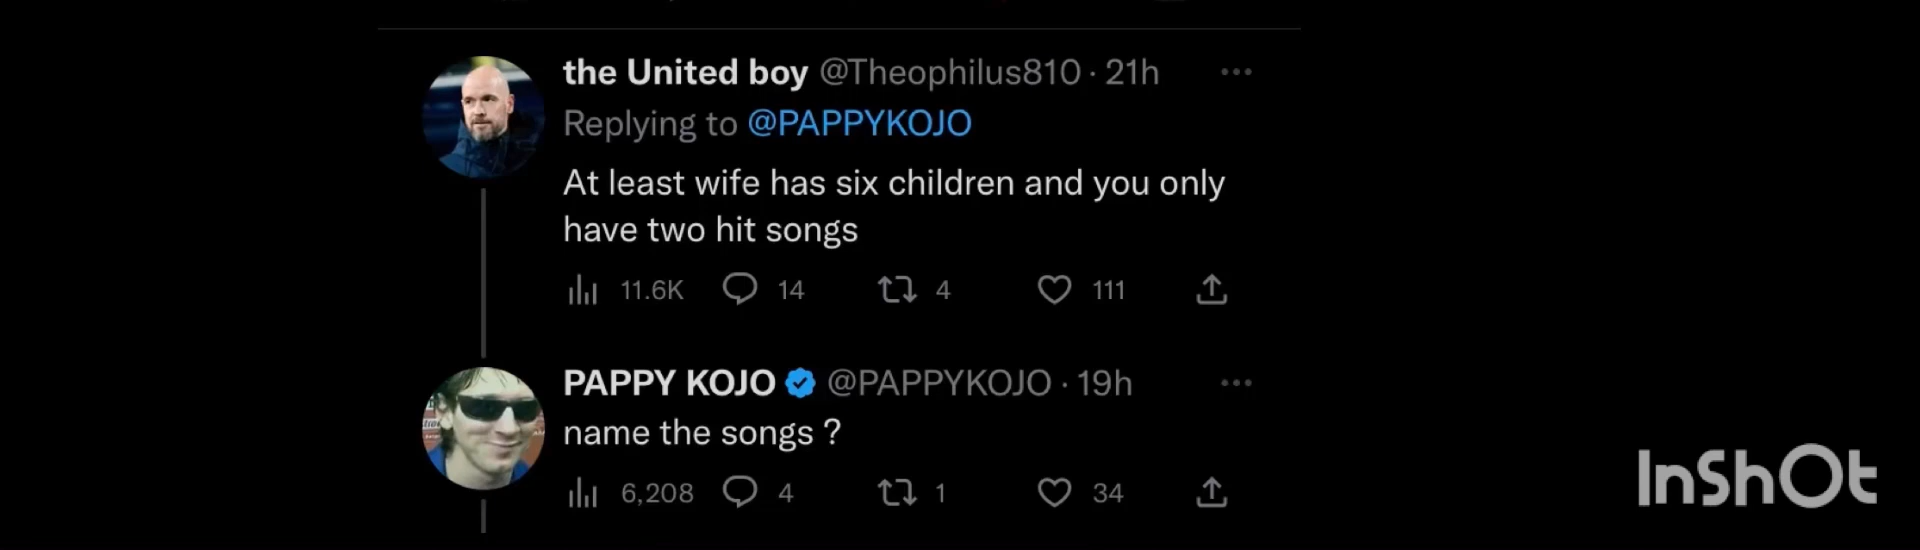 the United boy @Theophilus810 · 21h
Replying to @PAPPYKOJO
At least wife has six children and you only
have two hit songs
11.6K 14 4 111
PAPPY KOJO @PAPPYKOJO · 19h
name the songs ?
6,208 4 1 34
InShOt